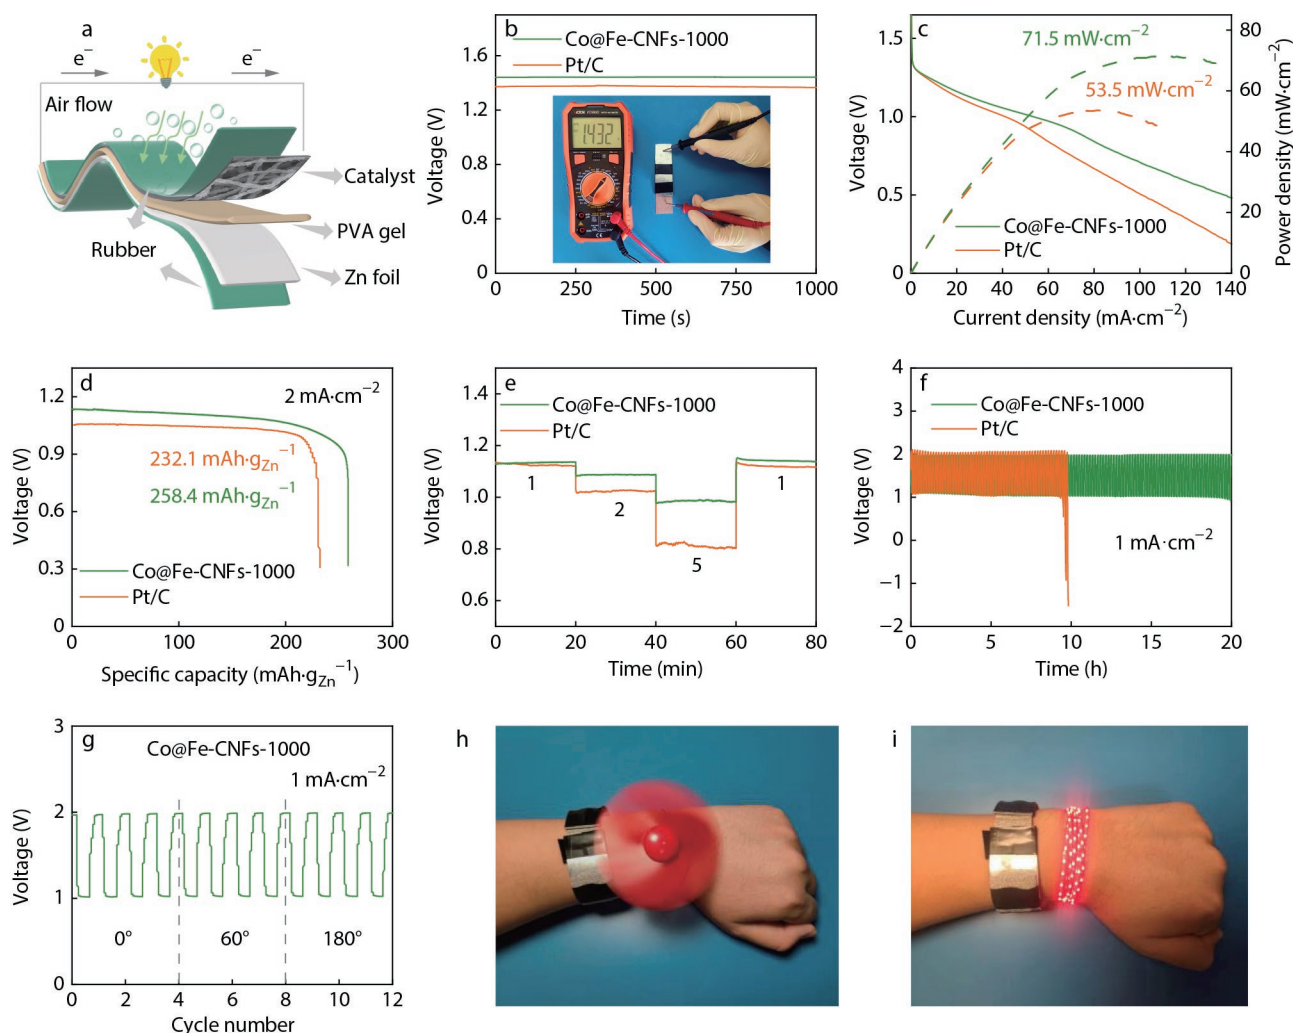 a
e⁻
e⁻
Air flow
Catalyst
PVA gel
Rubber
Zn foil
b
Co@Fe-CNFs-1000
Pt/C
1432
Voltage (V)
1.6
1.2
0.8
0.4
0
0 250 500 750 1000
Time (s)
c
71.5 mW·cm⁻²
53.5 mW·cm⁻²
Co@Fe-CNFs-1000
Pt/C
Voltage (V)
1.5
1.0
0.5
0
Power density (mW·cm⁻²)
80
60
40
20
0
0 20 40 60 80 100 120 140
Current density (mA·cm⁻²)
d
2 mA·cm⁻²
232.1 mAh·g_Zn⁻¹
258.4 mAh·g_Zn⁻¹
Co@Fe-CNFs-1000
Pt/C
Voltage (V)
1.2
0.9
0.6
0.3
0
0 100 200 300
Specific capacity (mAh·g_Zn⁻¹)
e
Co@Fe-CNFs-1000
Pt/C
1
2
5
1
Voltage (V)
1.4
1.2
1.0
0.8
0.6
0 20 40 60 80
Time (min)
f
Co@Fe-CNFs-1000
Pt/C
1 mA·cm⁻²
Voltage (V)
4
3
2
1
0
−1
−2
0 5 10 15 20
Time (h)
g
Co@Fe-CNFs-1000
1 mA·cm⁻²
0°
60°
180°
Voltage (V)
3
2
1
0
0 2 4 6 8 10 12
Cycle number
h
i